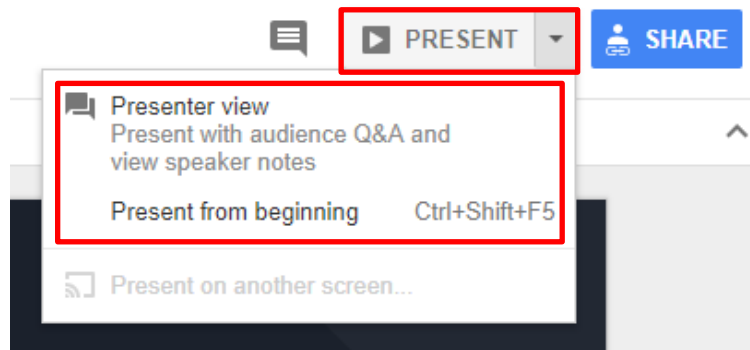 PRESENT
SHARE
Presenter view
Present with audience Q&A and
view speaker notes
Present from beginning Ctrl+Shift+F5
Present on another screen...